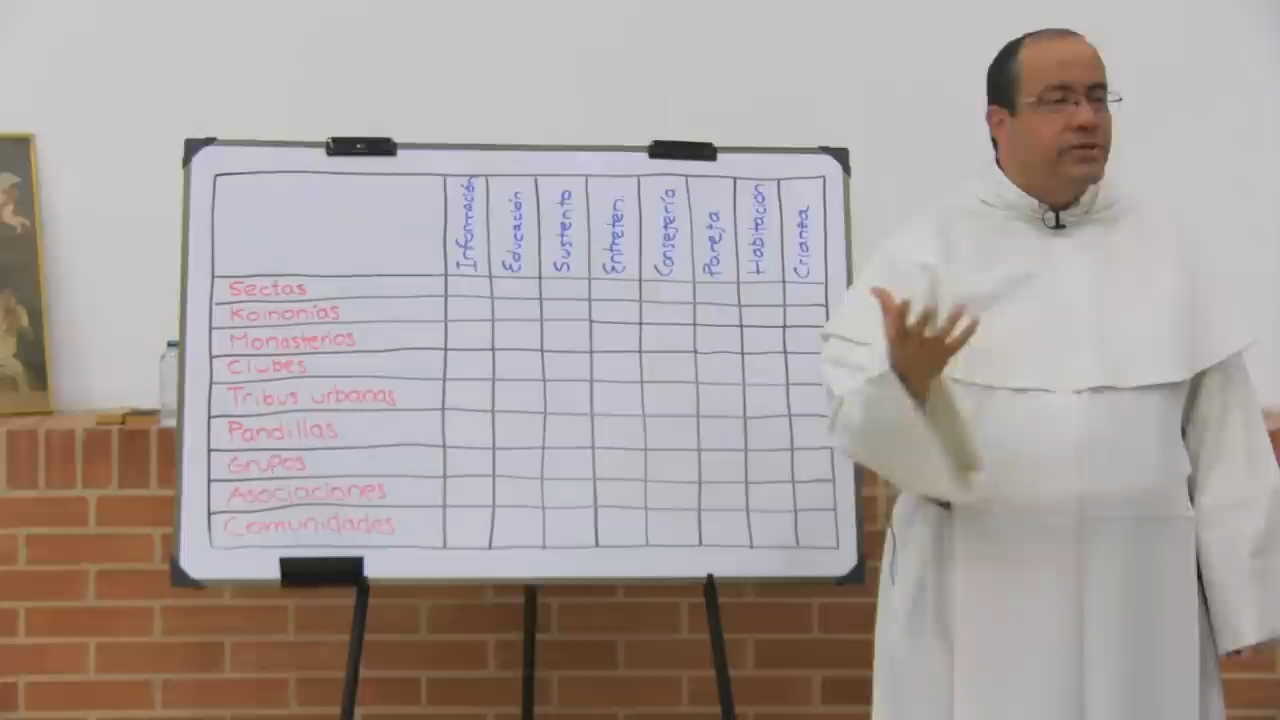 Información
Educación
Sustento
Entreten.
Consejería
Pareja
Habitación
Crianza
Sectas
Koinonías
Monasterios
Clubes
Tribus urbanas
Pandillas
Grupos
Asociaciones
Comunidades